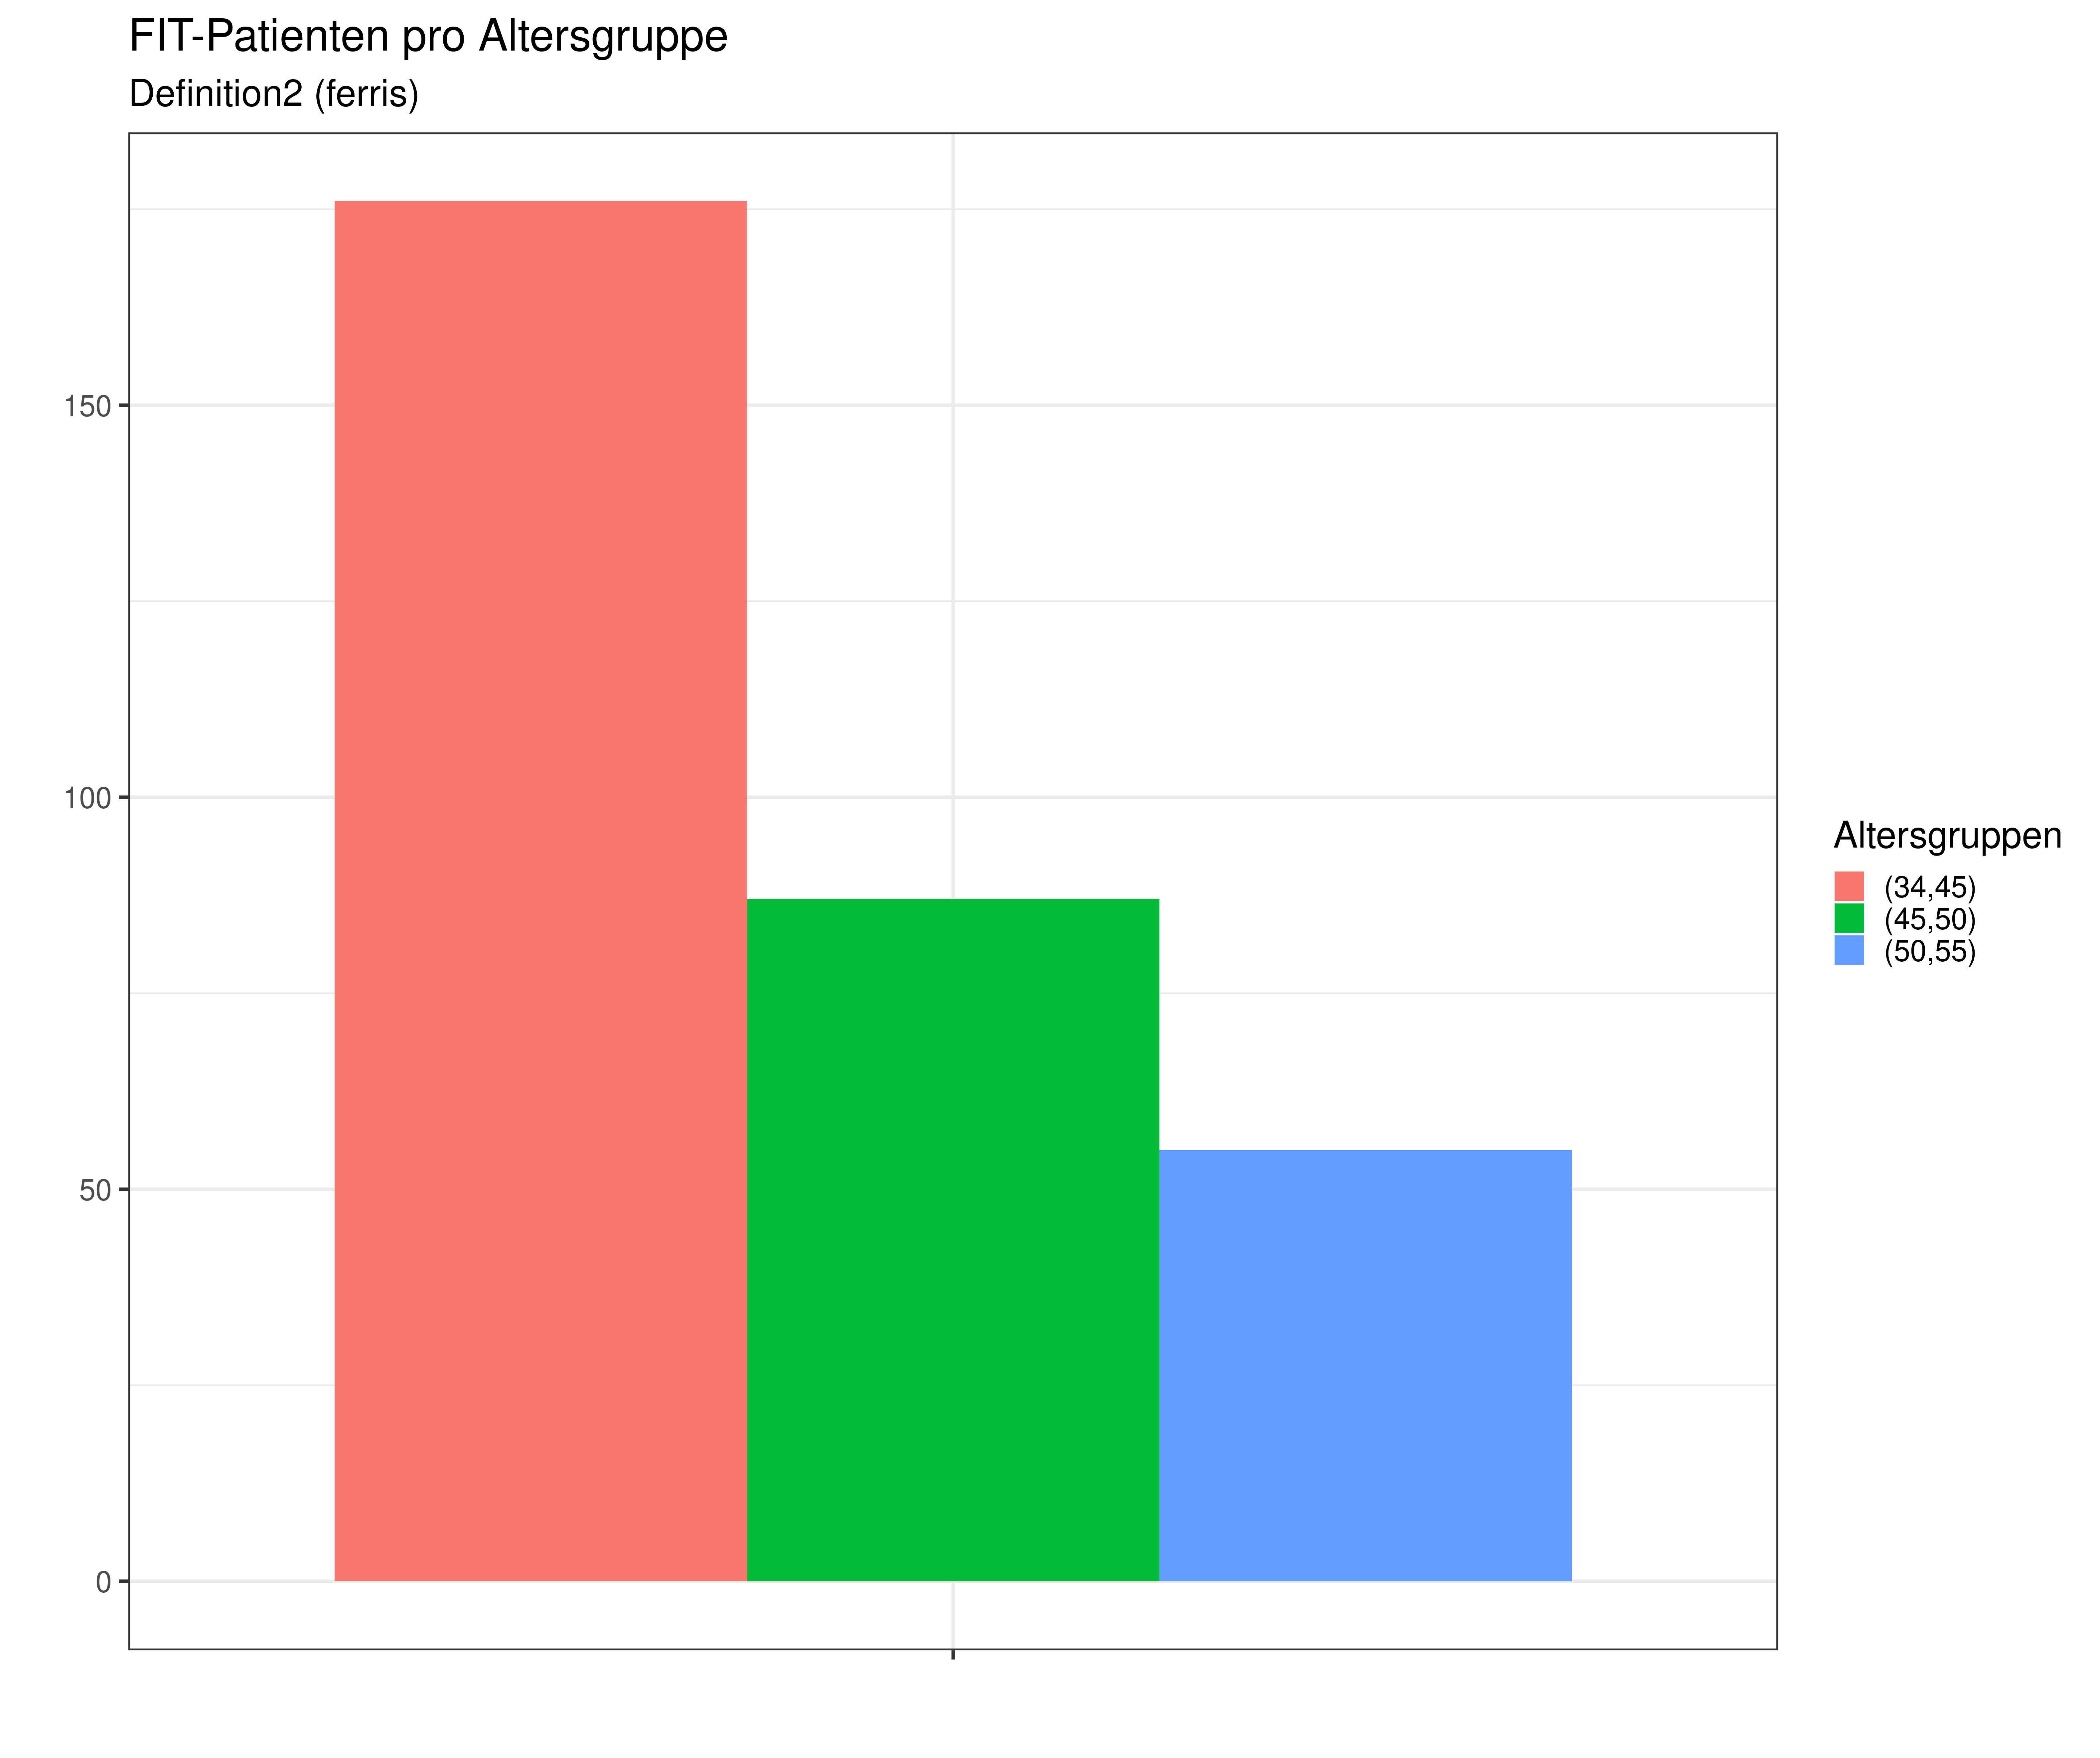 FIT-Patienten pro Altersgruppe
Definition2 (ferris)
150
100
50
0
Altersgruppen
(34,45)
(45,50)
(50,55)